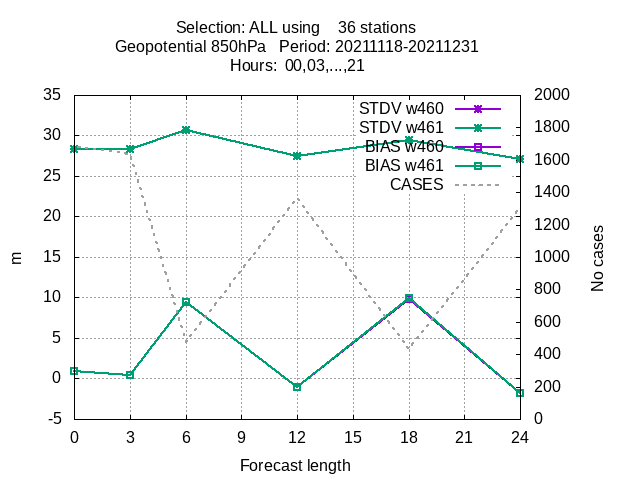 Selection: ALL using 36 stations
Geopotential 850hPa Period: 20211118-20211231
Hours: 00,03,...,21
35 2000
STDV w460
1800
30 STDV w461
BIAS w460
1600
BIAS w461
25
CASES 1400
20 1200
m 15 1000 No cases
10 800
600
5
400
0
200
-5 0
0 3 6 9 12 15 18 21 24
Forecast length